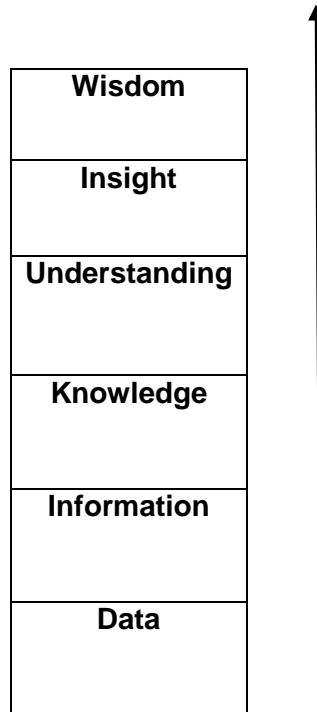 Wisdom
Insight
Understanding
Knowledge
Information
Data